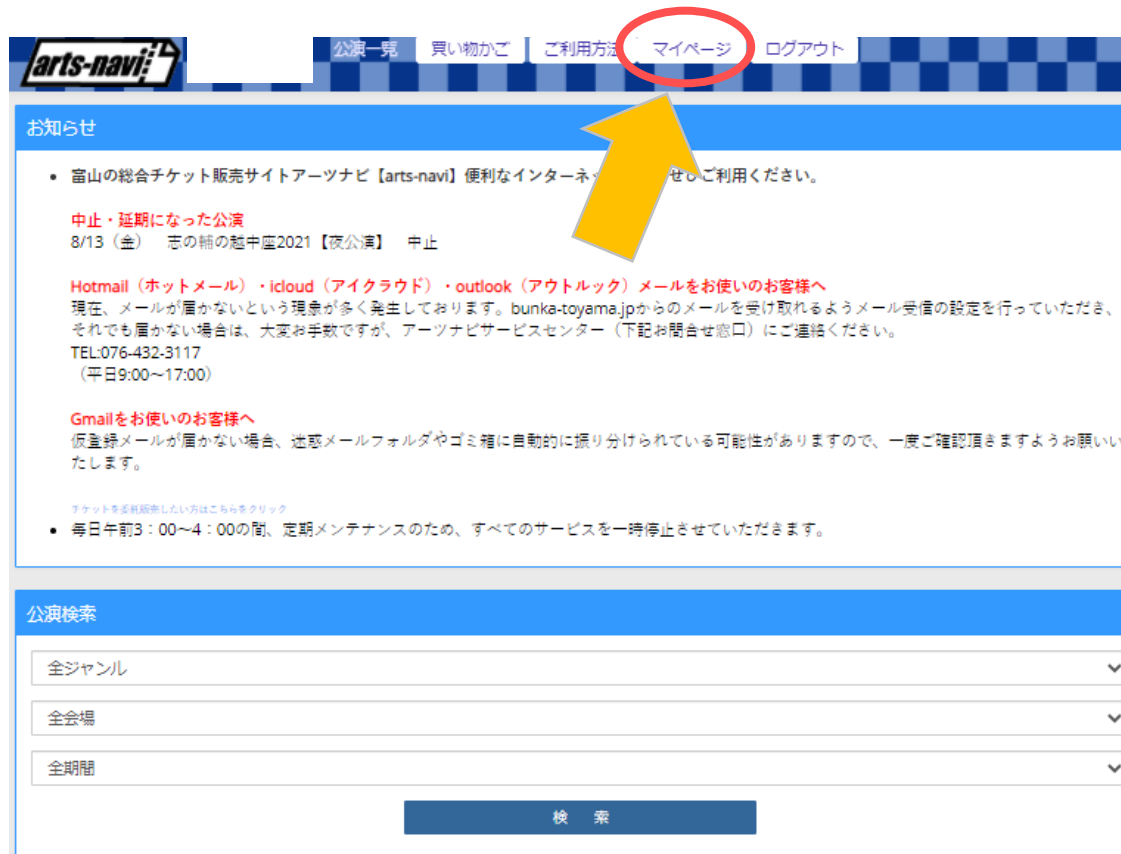 arts-navi
公演一覧 買い物かご ご利用方法 マイページ ログアウト
お知らせ
富山の総合チケット販売サイトアーツナビ【arts-navi】便利なインターネッ せひご利用ください。
中止・延期になった公演
8/13（金） 志の輔の越中座2021【夜公演】 中止
Hotmail（ホットメール）・icloud（アイクラウド）・outlook（アウトルック）メールをお使いのお客様へ
現在、メールが届かないという現象が多く発生しております。bunka-toyama.jpからのメールを受け取れるようメール受信の設定を行っていただき、
それでも届かない場合は、大変お手数ですが、アーツナビサービスセンター（下記お問合せ窓口）にご連絡ください。
TEL:076-432-3117
（平日9:00～17:00）
Gmailをお使いのお客様へ
仮登録メールが届かない場合、迷惑メールフォルダやゴミ箱に自動的に振り分けられている可能性がありますので、一度ご確認頂きますようお願いい
たします。
チケットを委託販売したい方はこちらをクリック
毎日午前3：00～4：00の間、定期メンテナンスのため、すべてのサービスを一時停止させていただきます。
公演検索
全ジャンル
全会場
全期間
検 索